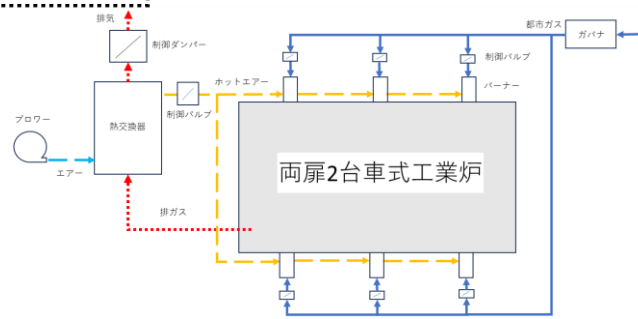 排気
都市ガス
ガバナ
制御ダンパー
制御バルブ
ホットエアー
バーナー
ブロワー
熱交換器
制御バルブ
エアー
両扉2台車式工業炉
排ガス